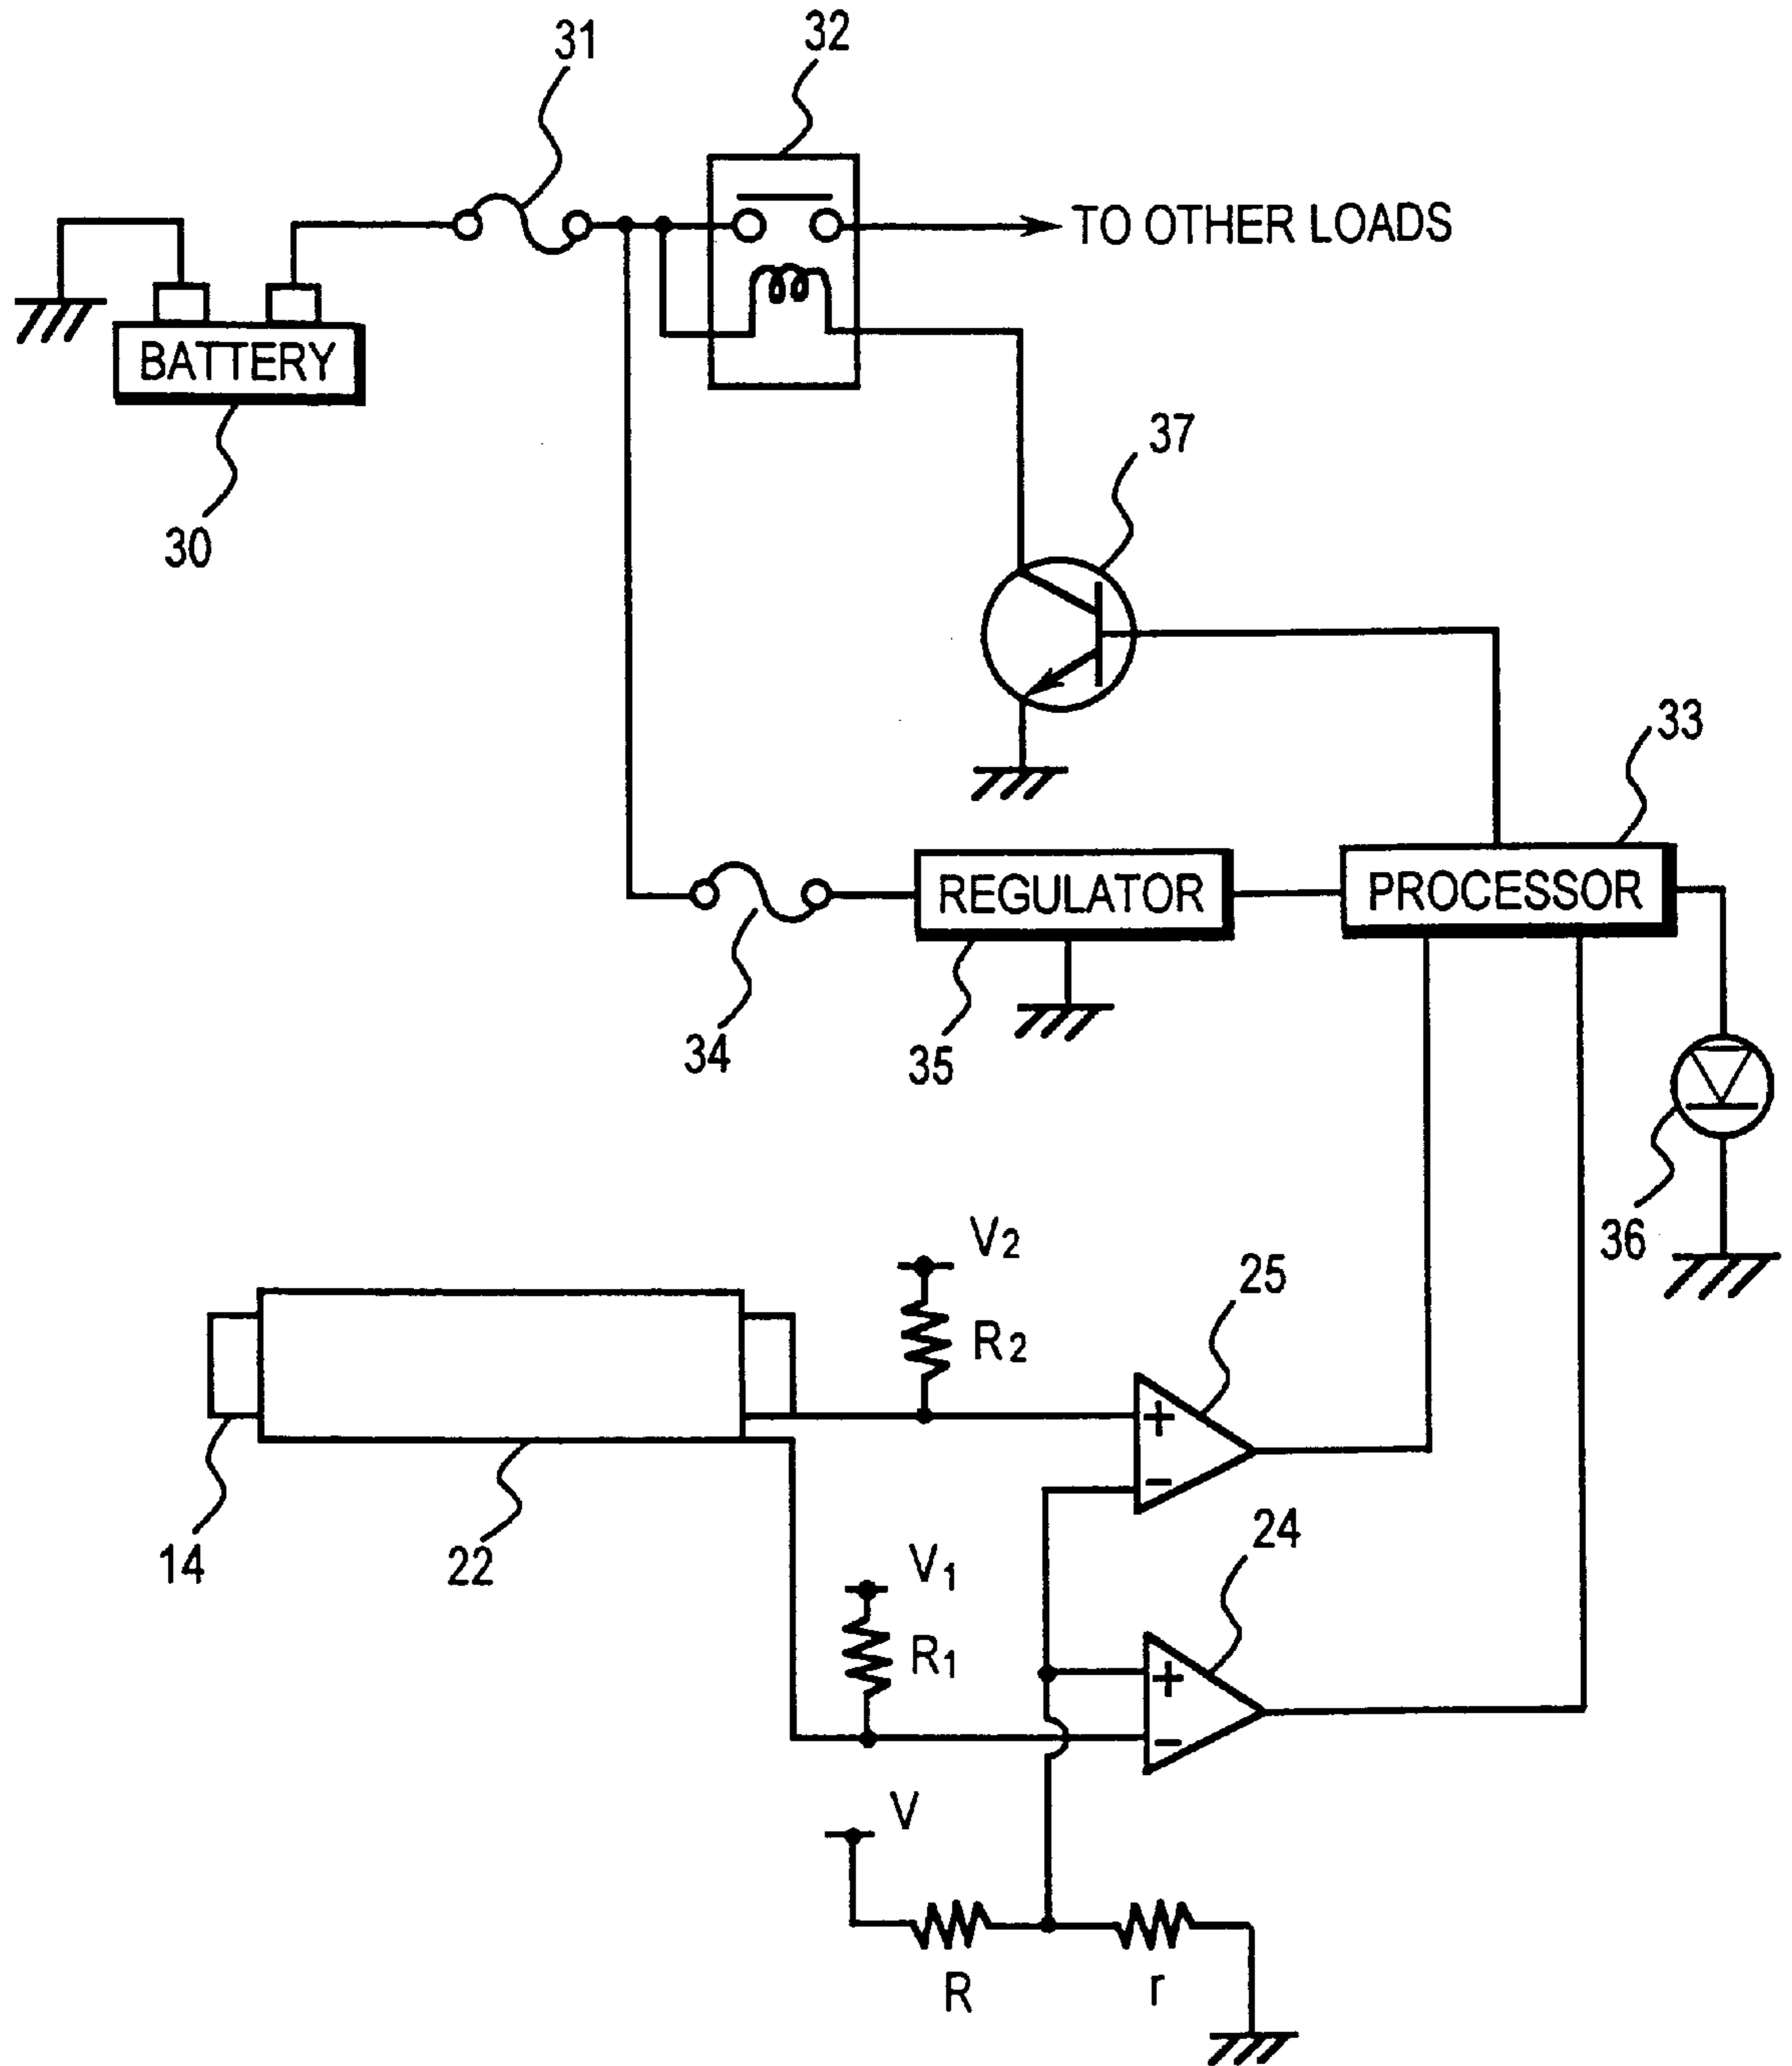 31
32
TO OTHER LOADS
BATTERY
30
37
33
REGULATOR
PROCESSOR
34
35
36
V2
R2
25
14
22
V1
R1
24
+
-
+
-
V
R
r